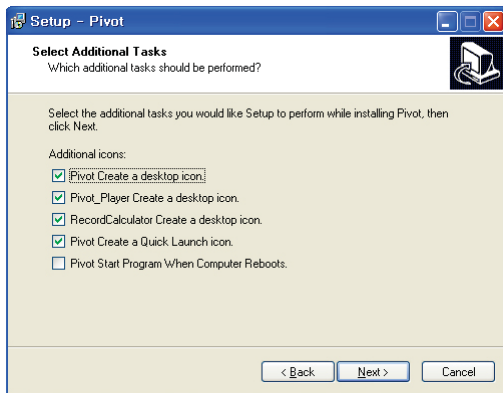 Setup - Pivot
Select Additional Tasks
Which additional tasks should be performed?
Select the additional tasks you would like Setup to perform while installing Pivot, then
click Next.
Additional icons:
Pivot Create a desktop icon.
Pivot_Player Create a desktop icon.
RecordCalculator Create a desktop icon.
Pivot Create a Quick Launch icon.
Pivot Start Program When Computer Reboots.
< Back Next > Cancel